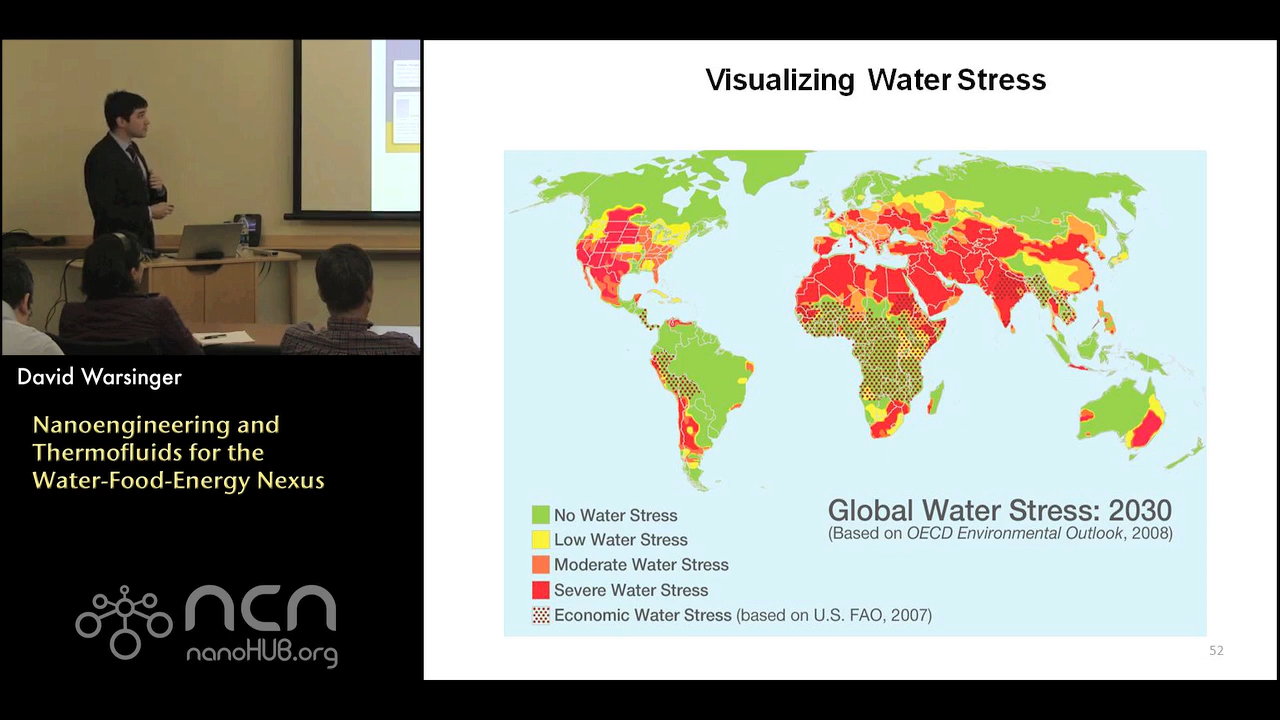 Visualizing Water Stress
David Warsinger
Nanoengineering and
Thermofluids for the
Water-Food-Energy Nexus
ncn
nanoHUB.org
No Water Stress
Low Water Stress
Moderate Water Stress
Severe Water Stress
Economic Water Stress (based on U.S. FAO, 2007)
Global Water Stress: 2030
(Based on OECD Environmental Outlook, 2008)
52